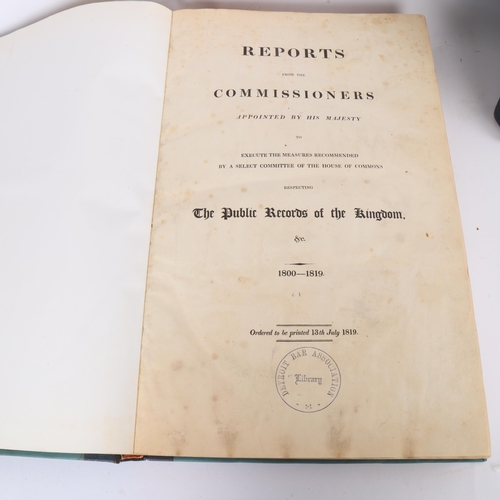 REPORTS
FROM THE
COMMISSIONERS
APPOINTED BY HIS MAJESTY
TO
EXECUTE THE MEASURES RECOMMENDED
BY A SELECT COMMITTEE OF THE HOUSE OF COMMONS
RESPECTING
The Public Records of the Kingdom,
&c.
1800—1819.
Ordered to be printed 13th July 1819.
DETROIT BAR ASSOCIATION
Library